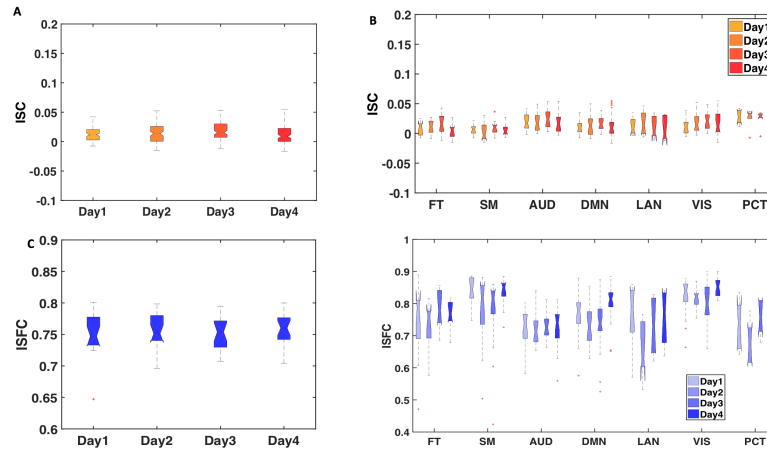 A
0.2
0.15
0.1
0.05
0
-0.05
-0.1
ISC
Day1 Day2 Day3 Day4
B
0.2
0.15
0.1
0.05
0
-0.05
-0.1
ISC
FT SM AUD DMN LAN VIS PCT
Day1
Day2
Day3
Day4
C
0.9
0.85
0.8
0.75
0.7
0.65
0.6
ISFC
Day1 Day2 Day3 Day4
1
0.9
0.8
0.7
0.6
0.5
0.4
ISFC
FT SM AUD DMN LAN VIS PCT
Day1
Day2
Day3
Day4